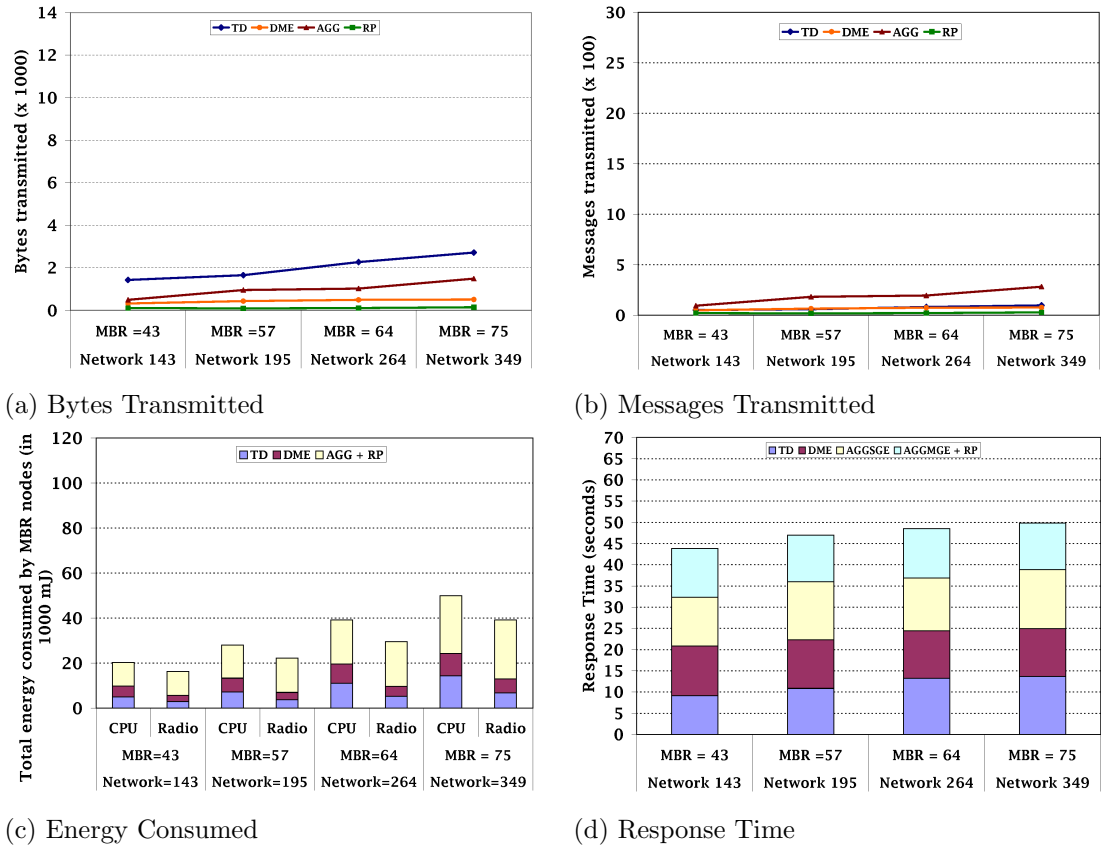 14
12
10
8
6
4
2
0
Bytes transmitted (x 1000)
TD DME AGG RP
MBR =43 MBR =57 MBR = 64 MBR = 75
Network 143 Network 195 Network 264 Network 349
(a) Bytes Transmitted
30
25
20
15
10
5
0
Messages transmitted (x 100)
TD DME AGG RP
MBR = 43 MBR =57 MBR = 64 MBR = 75
Network 143 Network 195 Network 264 Network 349
(b) Messages Transmitted
120
100
80
60
40
20
0
Total energy consumed by MBR nodes (in
1000 mJ)
TD DME AGG + RP
CPU Radio CPU Radio CPU Radio CPU Radio
MBR=43 MBR=57 MBR=64 MBR = 75
Network=143 Network=195 Network=264 Network=349
(c) Energy Consumed
70
65
60
55
50
45
40
35
30
25
20
15
10
5
0
Response Time (seconds)
TD DME AGGSGE AGGMGE + RP
MBR = 43 MBR =57 MBR = 64 MBR = 75
Network 143 Network 195 Network 264 Network 349
(d) Response Time